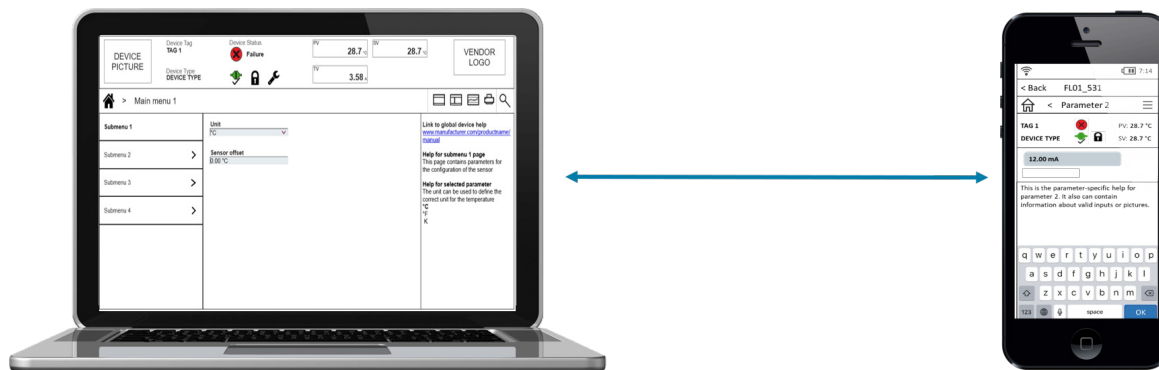 DEVICE
PICTURE
Device Tag
TAG 1
Device Type
DEVICE TYPE
Device Status
Failure
PV
28.7 °C
SV
28.7 °C
TV
3.58
VENDOR
LOGO
> Main menu 1
Submenu 1
Submenu 2 >
Submenu 3 >
Submenu 4 >
Unit
°C
Sensor offset
0.00 °C
Link to global device help
www.manufacturer.com/productname/
manual
Help for submenu 1 page
This page contains parameters for
the configuration of the sensor
Help for selected parameter
The unit can be used to define the
correct unit for the temperature
°C
°F
K
7:14
< Back FL01_531
< Parameter 2
TAG 1 PV: 28.7 °C
DEVICE TYPE SV: 28.7 °C
12.00 mA
This is the parameter-specific help for
parameter 2. It also can contain
information about valid inputs or pictures.
q w e r t y u i o p
a s d f g h j k l
z x c v b n m
123 space OK